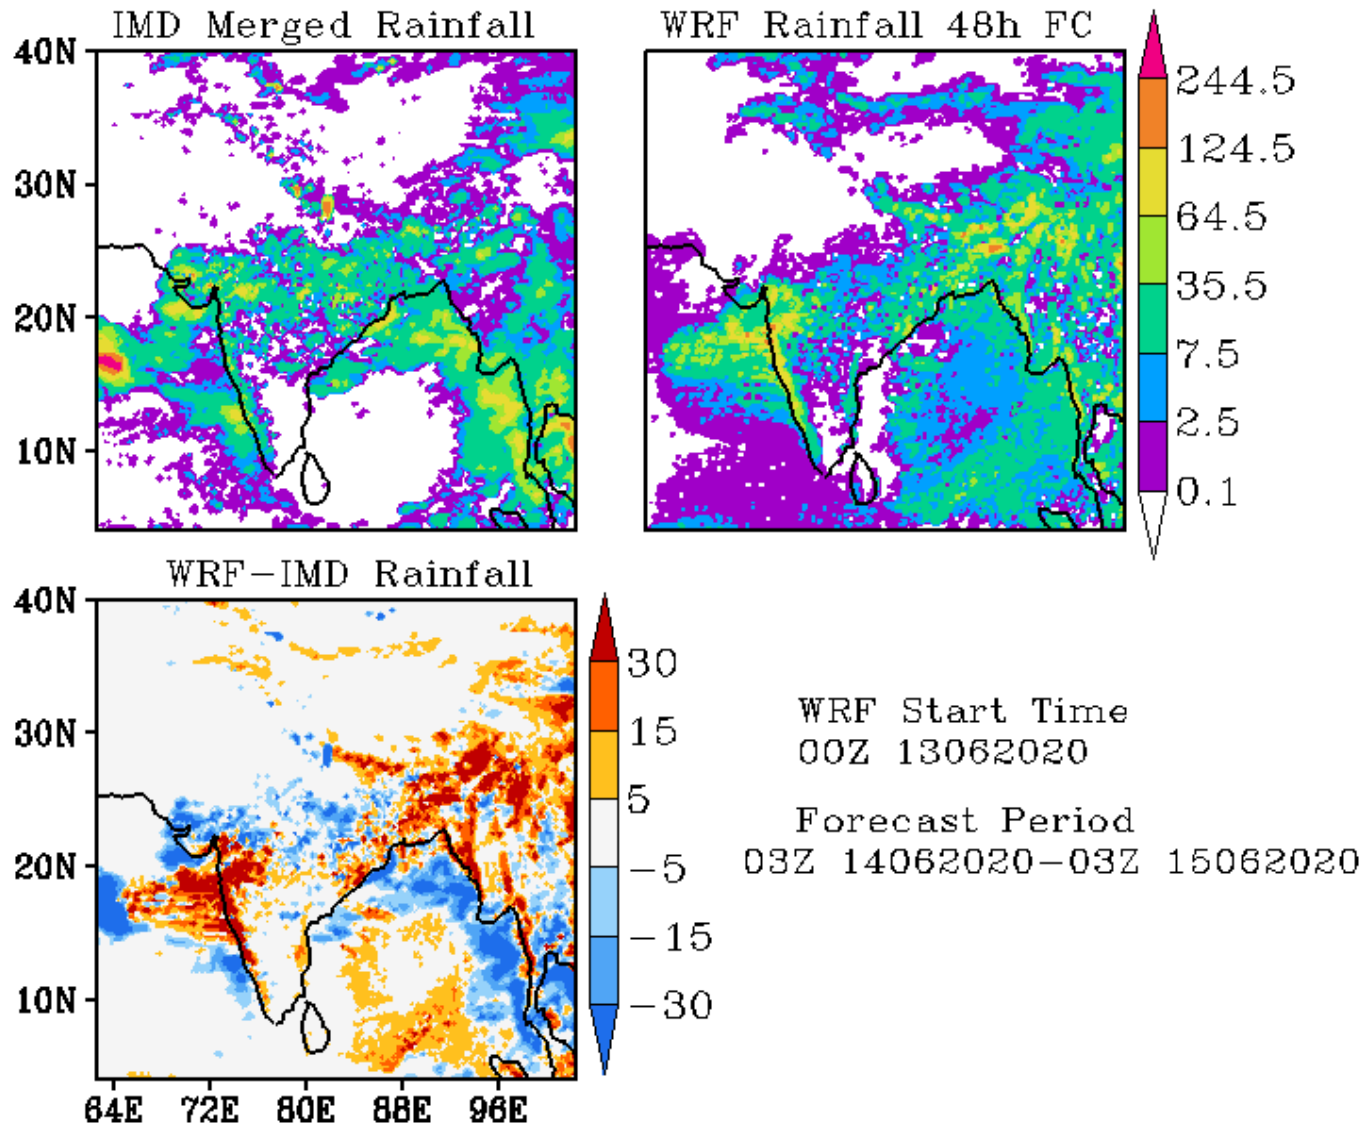 IMD Merged Rainfall
WRF Rainfall 48h FC
40N
30N
20N
10N
244.5
124.5
64.5
35.5
7.5
2.5
0.1
WRF-IMD Rainfall
40N
30N
20N
10N
64E 72E 80E 88E 96E
30
15
5
-5
-15
-30
WRF Start Time
00Z 13062020
Forecast Period
03Z 14062020-03Z 15062020